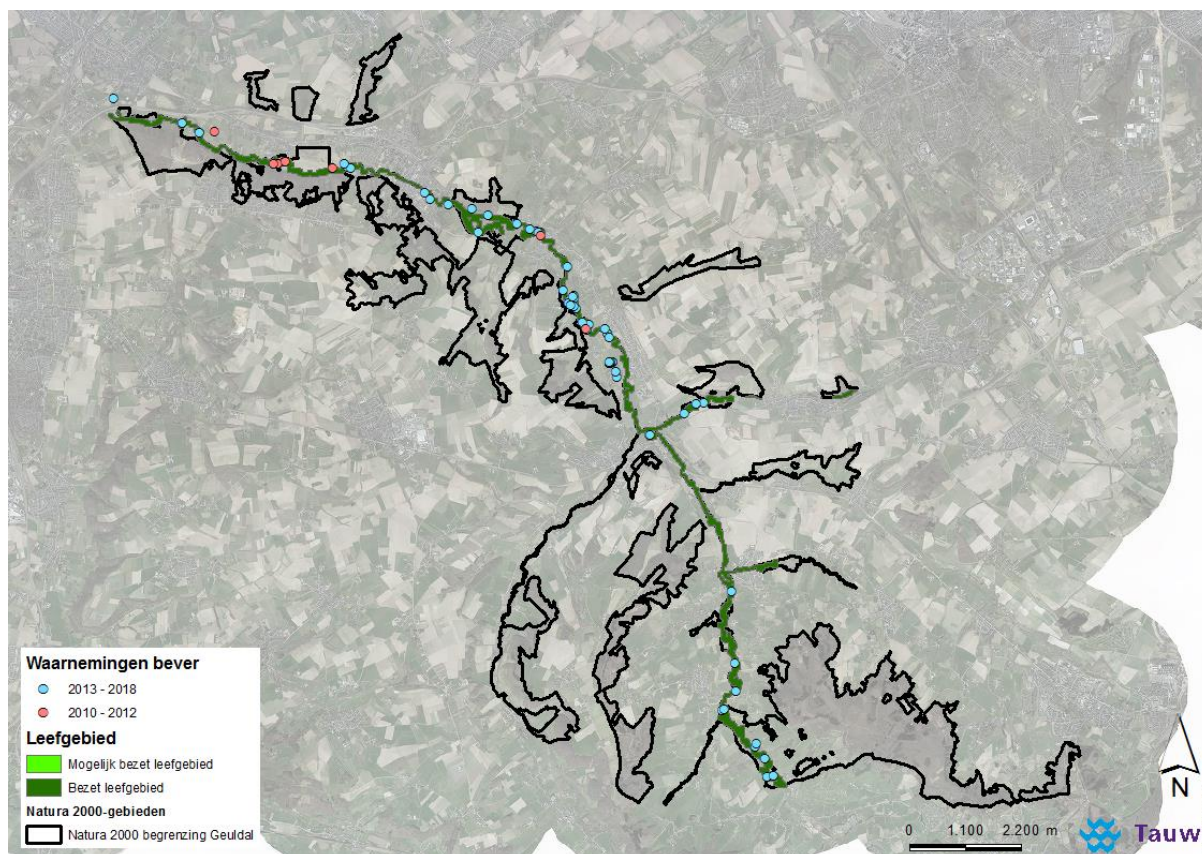 Waarnemingen bever
2013 - 2018
2010 - 2012
Leefgebied
Mogelijk bezet leefgebied
Bezet leefgebied
Natura 2000-gebieden
Natura 2000 begrenzing Geuldal
0 1.100 2.200 m
Tauw
N